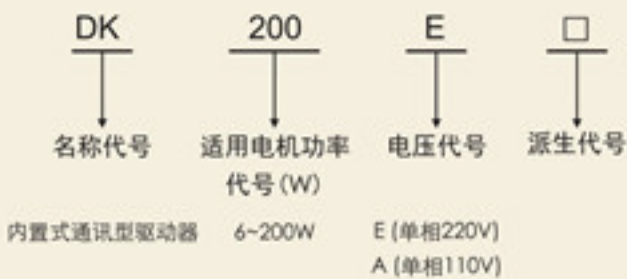 DK 200 E □
名称代号 适用电机功率 电压代号 派生代号
代号(W)
内置式通讯型驱动器 6~200W E (单相220V)
A (单相110V)